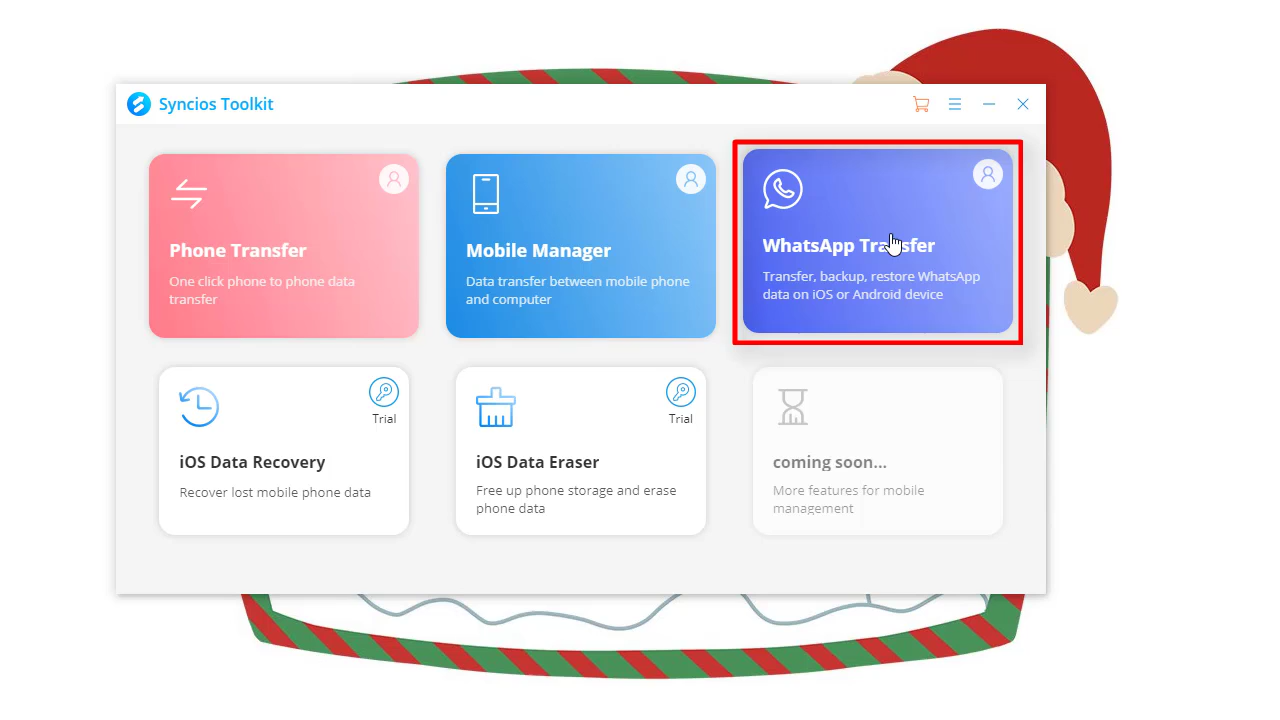 Syncios Toolkit
Phone Transfer
One click phone to phone data
transfer
Mobile Manager
Data transfer between mobile phone
and computer
WhatsApp Transfer
Transfer, backup, restore WhatsApp
data on iOS or Android device
Trial
iOS Data Recovery
Recover lost mobile phone data
Trial
iOS Data Eraser
Free up phone storage and erase
phone data
coming soon...
More features for mobile
management